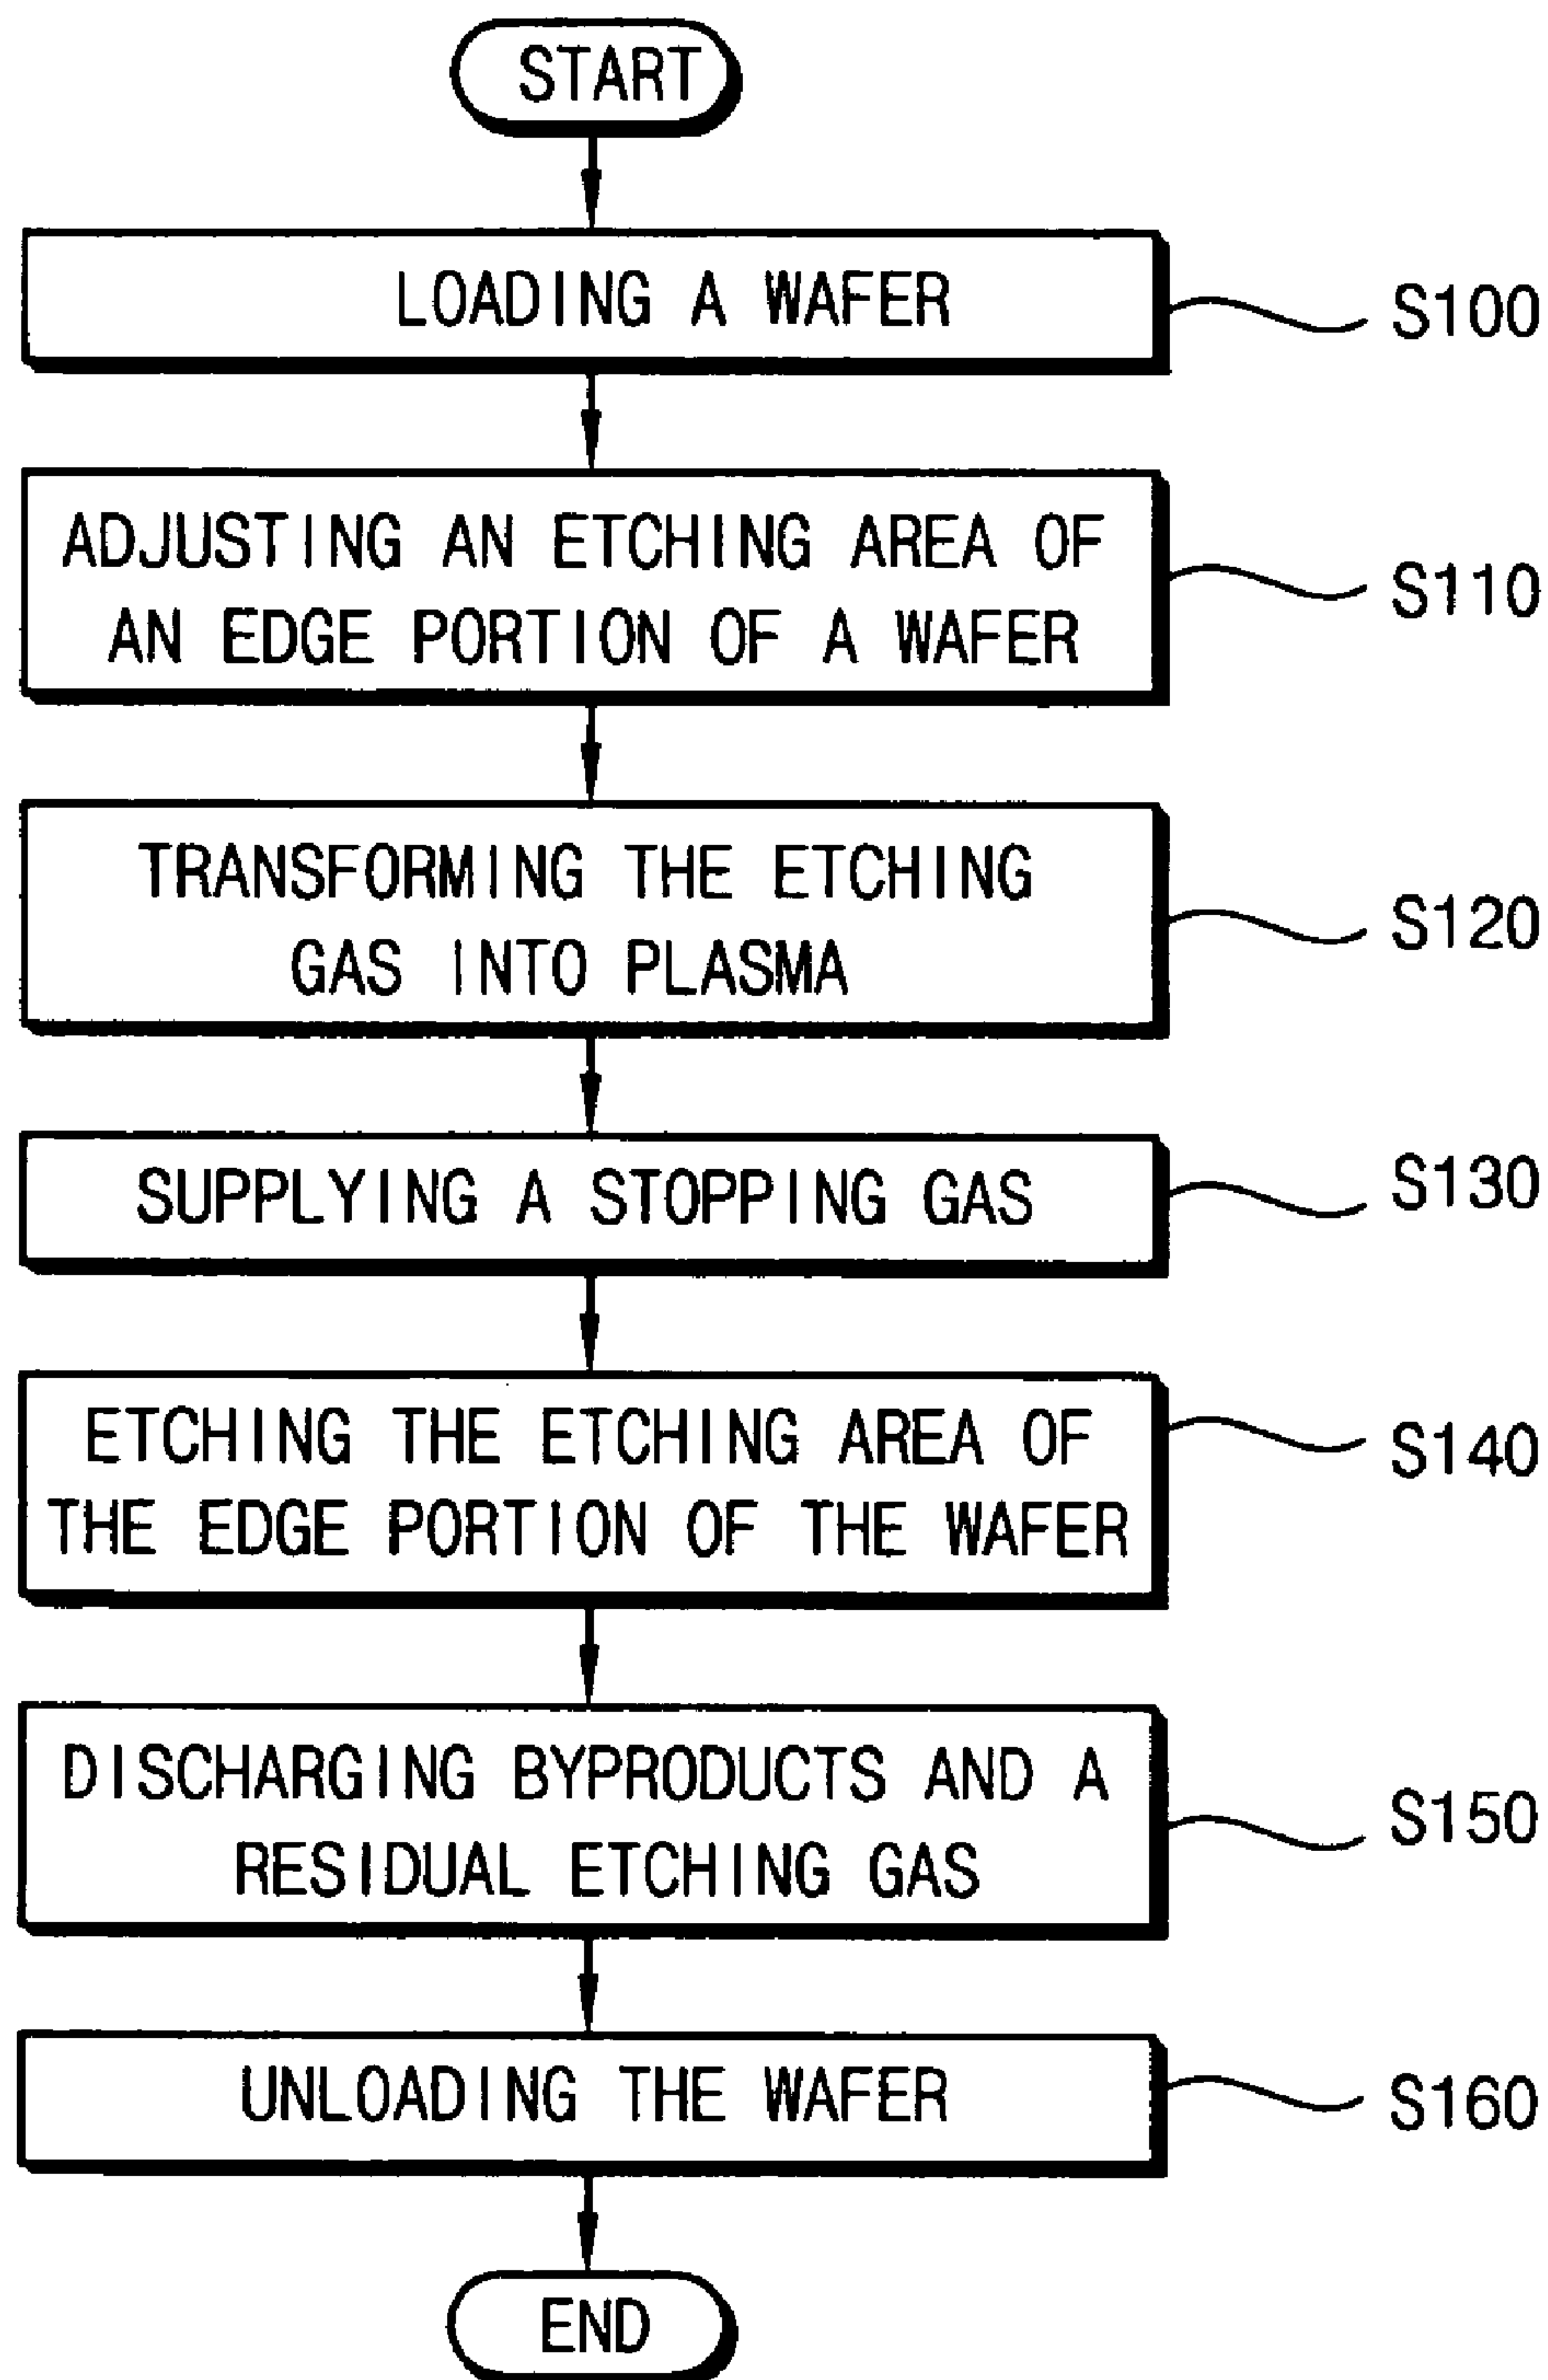 START
LOADING A WAFER
S100
ADJUSTING AN ETCHING AREA OF
AN EDGE PORTION OF A WAFER
S110
TRANSFORMING THE ETCHING
GAS INTO PLASMA
S120
SUPPLYING A STOPPING GAS
S130
ETCHING THE ETCHING AREA OF
THE EDGE PORTION OF THE WAFER
S140
DISCHARGING BYPRODUCTS AND A
RESIDUAL ETCHING GAS
S150
UNLOADING THE WAFER
S160
END